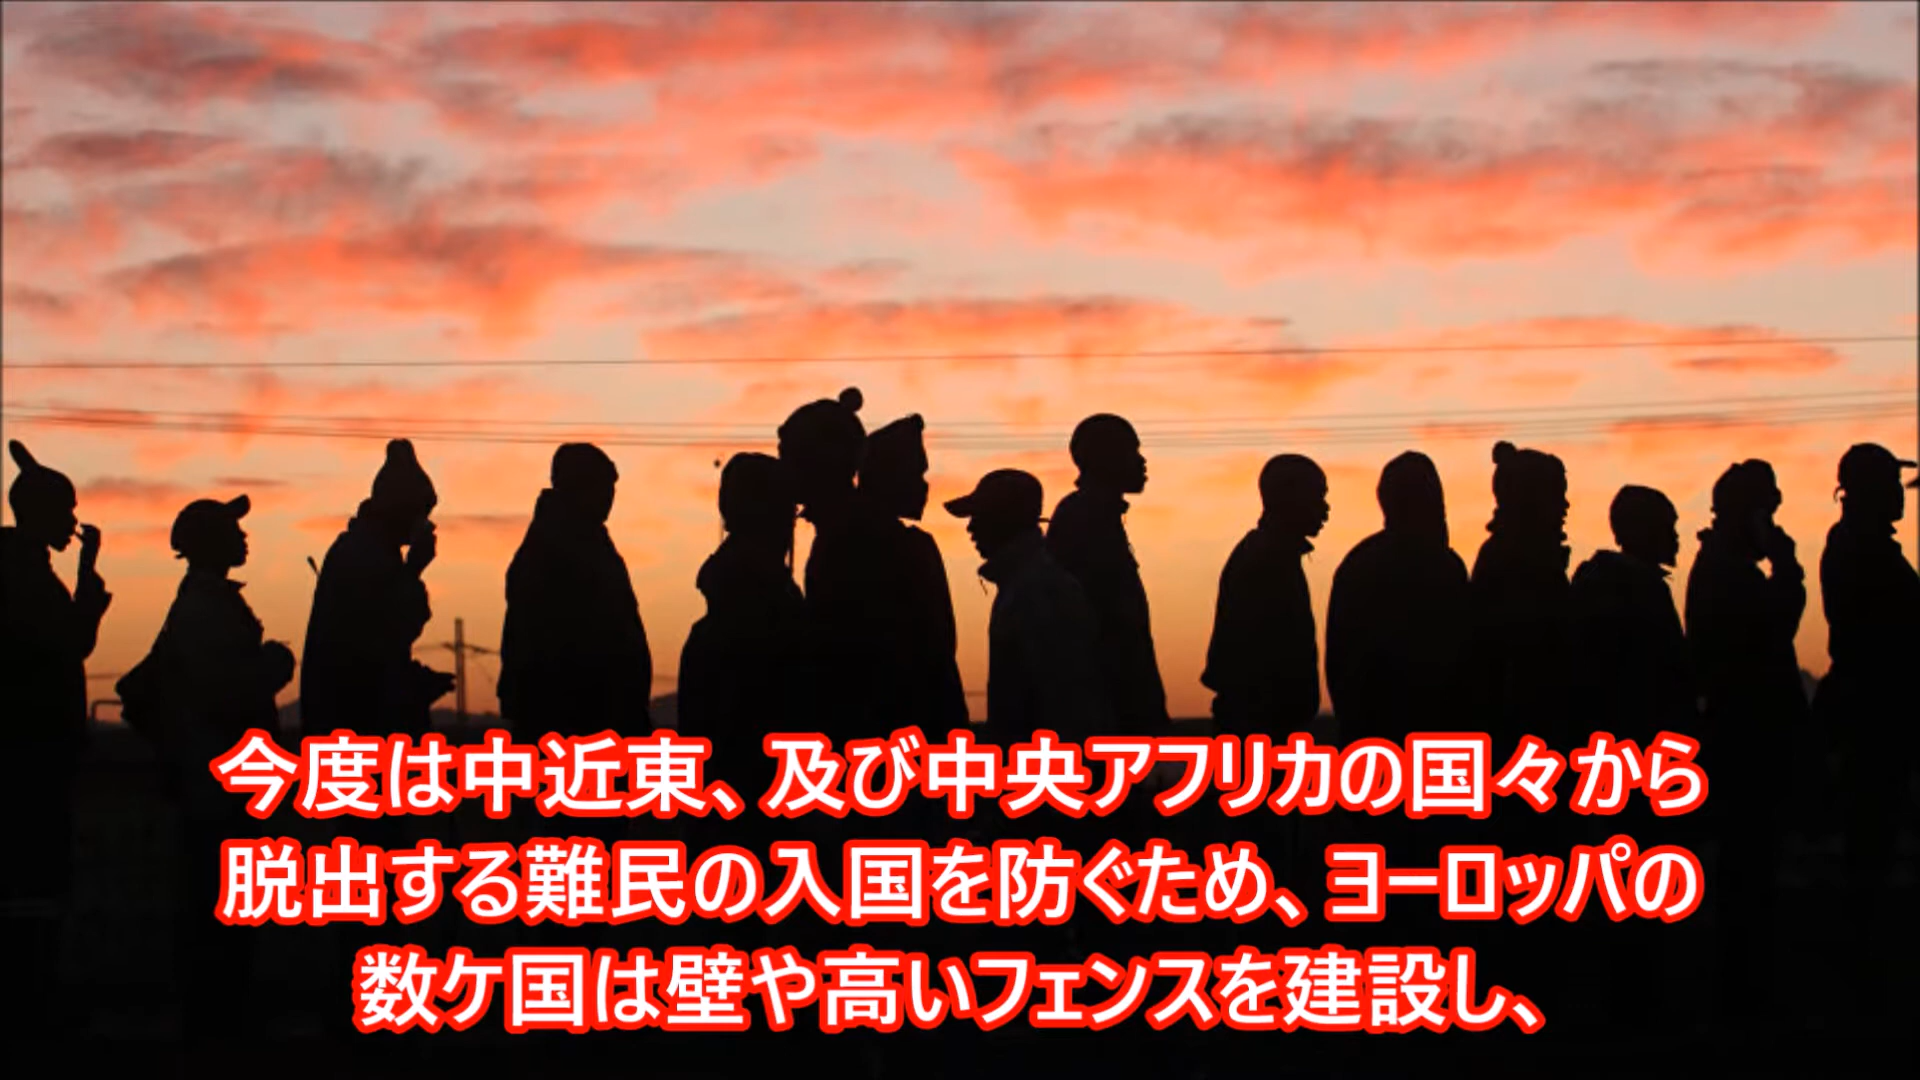 今度は中近東、及び中央アフリカの国々から
脱出する難民の入国を防ぐため、ヨーロッパの
数ケ国は壁や高いフェンスを建設し、